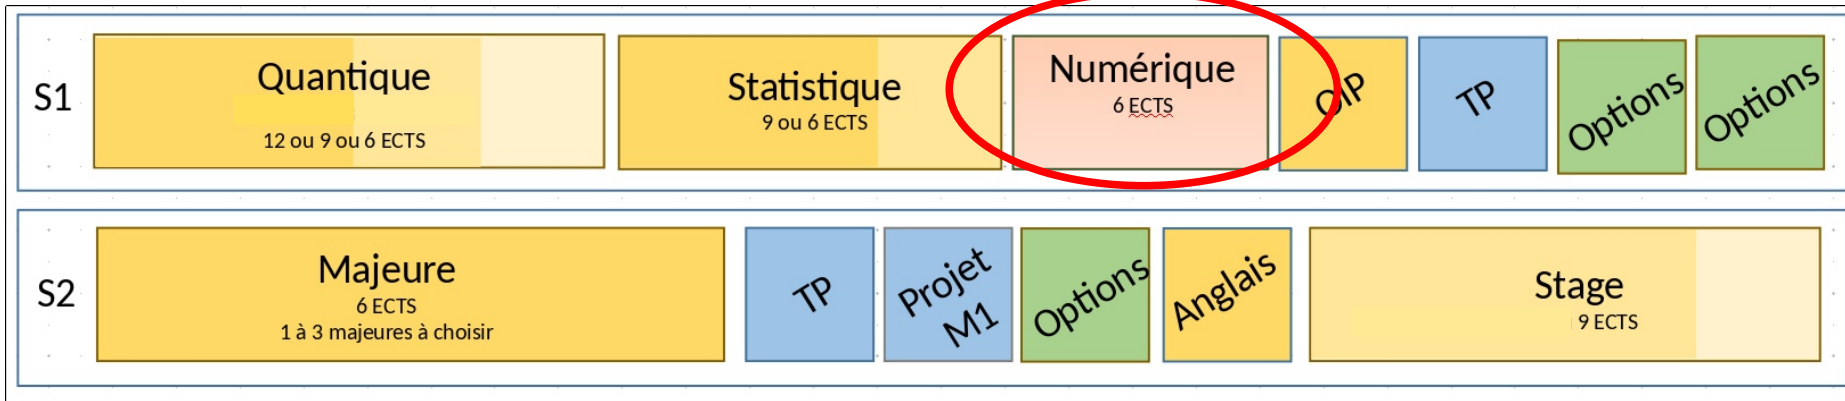 S1
Quantique
12 ou 9 ou 6 ECTS
Statistique
9 ou 6 ECTS
Numérique
6 ECTS
OIP
TP
Options
Options
S2
Majeure
6 ECTS
1 à 3 majeures à choisir
TP
Projet
M1
Options
Anglais
Stage
9 ECTS